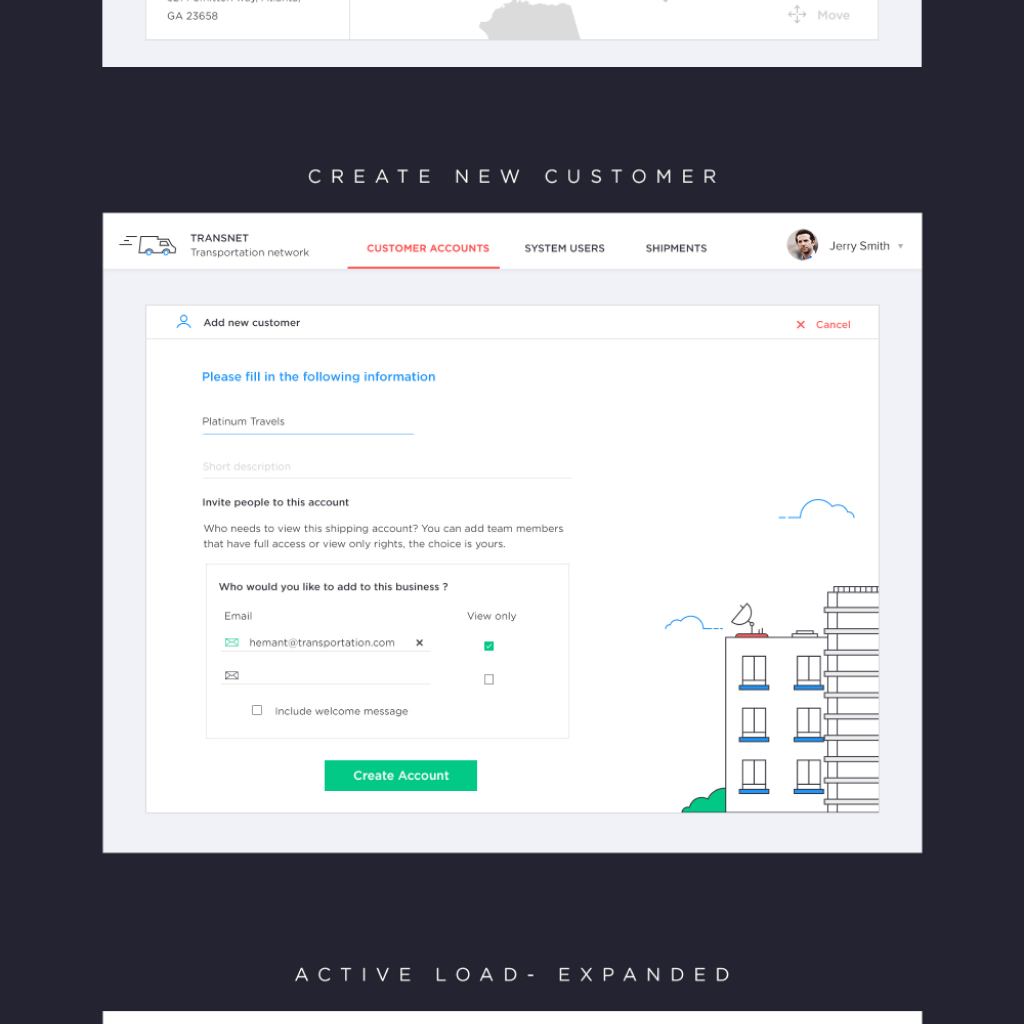 GA 23658
Move
CREATE NEW CUSTOMER
TRANSNET
Transportation network
CUSTOMER ACCOUNTS
SYSTEM USERS
SHIPMENTS
Jerry Smith
Add new customer
Cancel
Please fill in the following information
Platinum Travels
Short description
Invite people to this account
Who needs to view this shipping account? You can add team members
that have full access or view only rights, the choice is yours.
Who would you like to add to this business ?
Email
View only
hemant@transportation.com
Include welcome message
Create Account
ACTIVE LOAD- EXPANDED